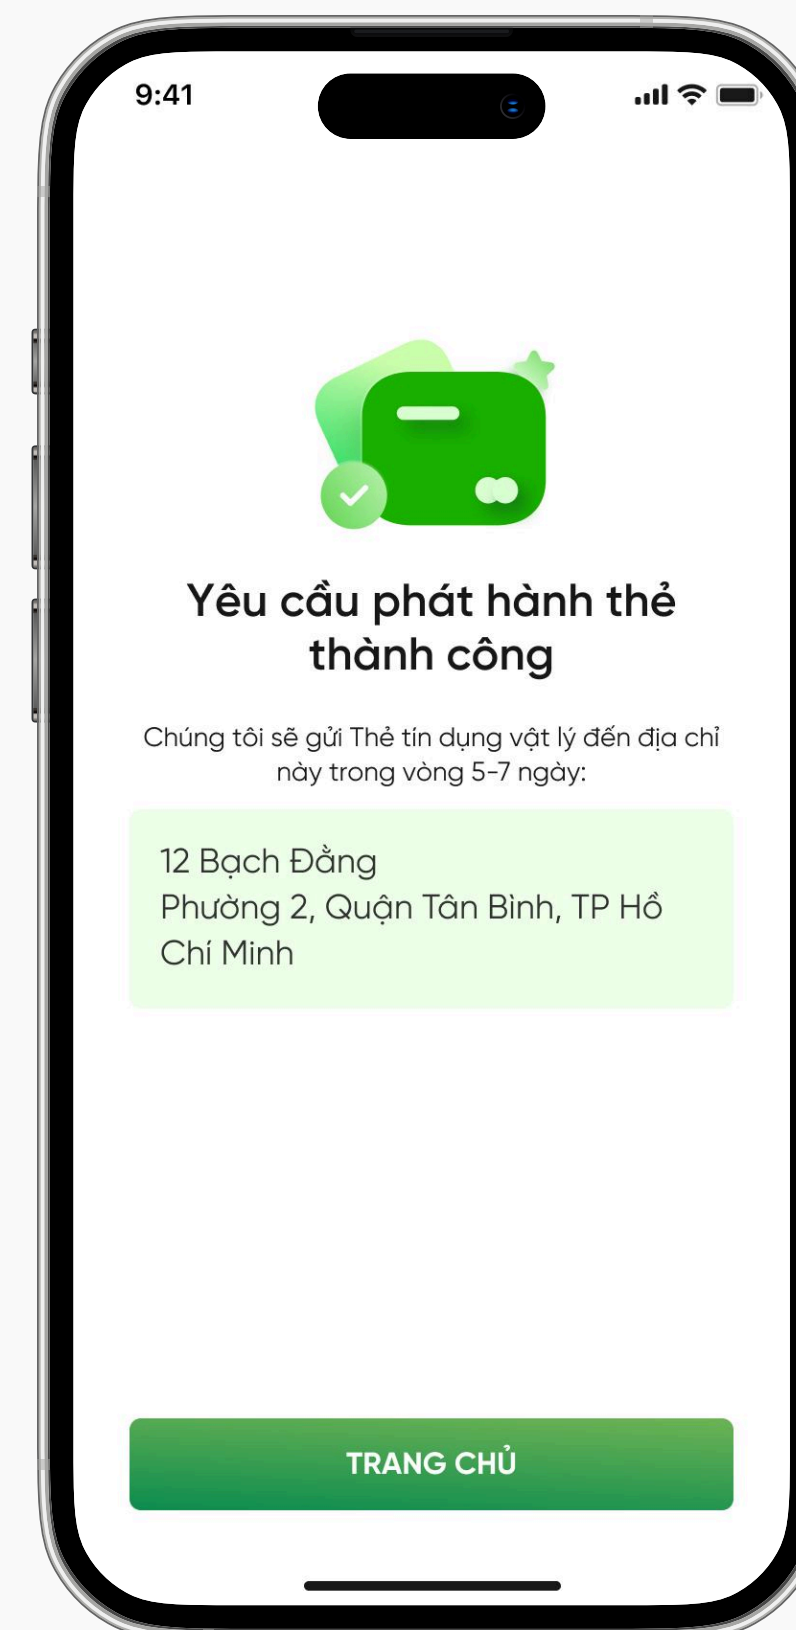 9:41
Yêu cầu phát hành thẻ
thành công
Chúng tôi sẽ gửi Thẻ tín dụng vật lý đến địa chỉ
này trong vòng 5-7 ngày:
12 Bạch Đằng
Phường 2, Quận Tân Bình, TP Hồ
Chí Minh
TRANG CHỦ